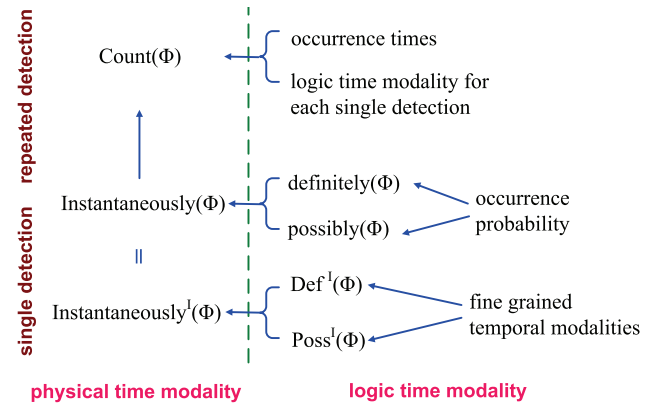 repeated detection
Count(Φ)
occurrence times
logic time modality for
each single detection
single detection
Instantaneously(Φ)
definitely(Φ)
possibly(Φ)
occurrence
probability
=
Instantaneously^I(Φ)
Def ^I(Φ)
Poss^I(Φ)
fine grained
temporal modalities
physical time modality
logic time modality